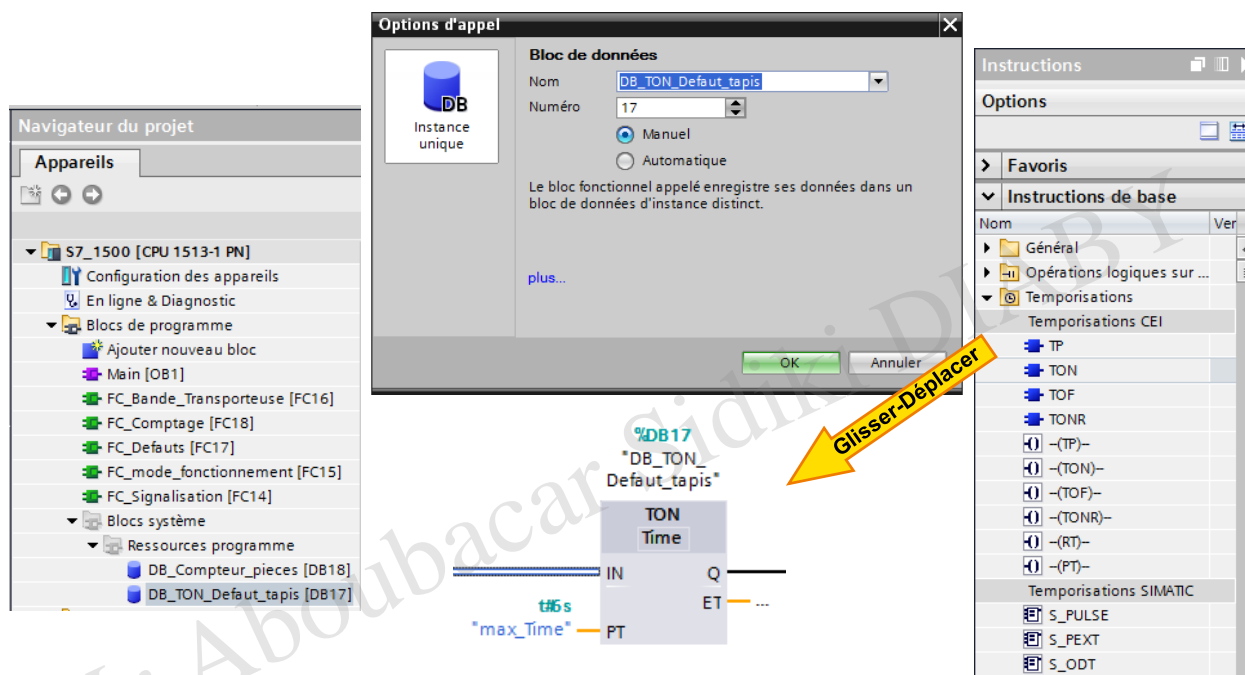 Options d'appel
Bloc de données
Nom
DB_TON_Defaut_tapis
Numéro
17
Manuel
Automatique
Le bloc fonctionnel appelé enregistre ses données dans un
bloc de données d'instance distinct.
plus...
OK
Annuler
DB
Instance
unique
Navigateur du projet
Appareils
S7_1500 [CPU 1513-1 PN]
Configuration des appareils
En ligne & Diagnostic
Blocs de programme
Ajouter nouveau bloc
Main [OB1]
FC_Bande_Transporteuse [FC16]
FC_Comptage [FC18]
FC_Defauts [FC17]
FC_mode_fonctionnement [FC15]
FC_Signalisation [FC14]
Blocs système
Ressources programme
DB_Compteur_pieces [DB18]
DB_TON_Defaut_tapis [DB17]
%DB17
"DB_TON_
Defaut_tapis"
TON
Time
IN
Q
ET
...
t#5s
"max_Time"
PT
Glisser-Déplacer
Instructions
Options
Favoris
Instructions de base
Nom
Ver
Général
Opérations logiques sur ...
Temporisations
Temporisations CEI
TP
TON
TOF
TONR
–(TP)–
–(TON)–
–(TOF)–
–(TONR)–
–(RT)–
–(PT)–
Temporisations SIMATIC
S_PULSE
S_PEXT
S_ODT
Aboubacar Sidiki DIABY